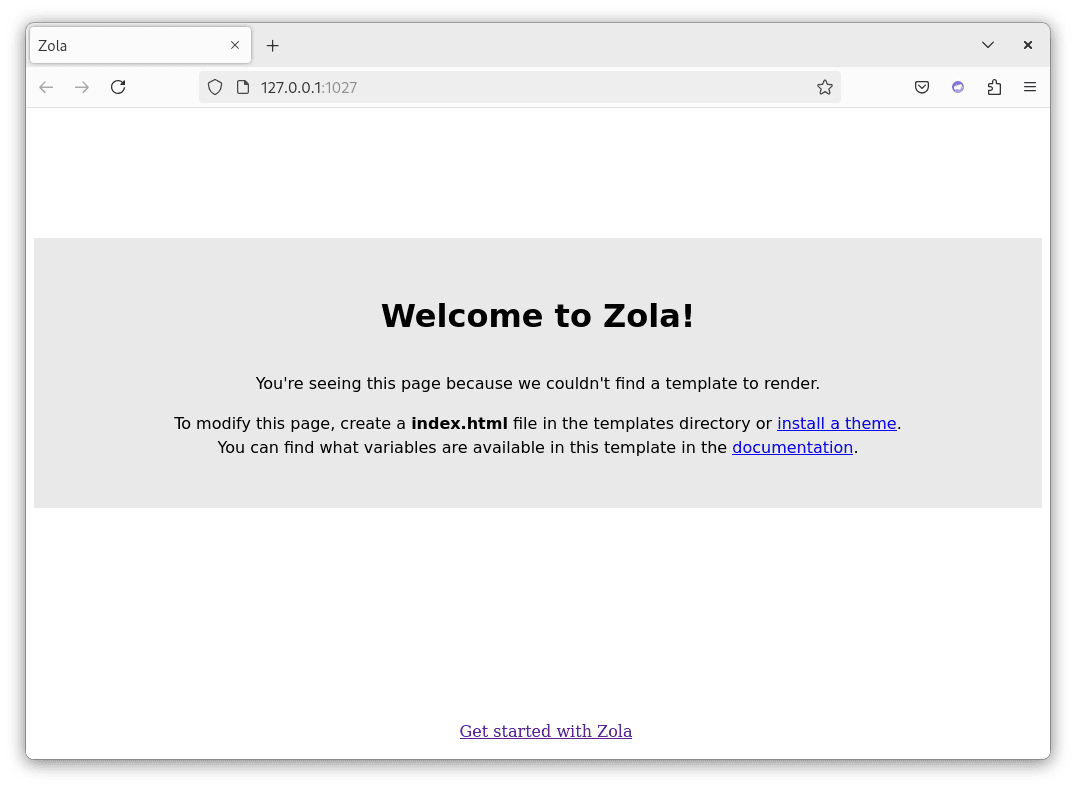 Zola
127.0.0.1:1027
Welcome to Zola!
You're seeing this page because we couldn't find a template to render.
To modify this page, create a index.html file in the templates directory or install a theme.
You can find what variables are available in this template in the documentation.
Get started with Zola